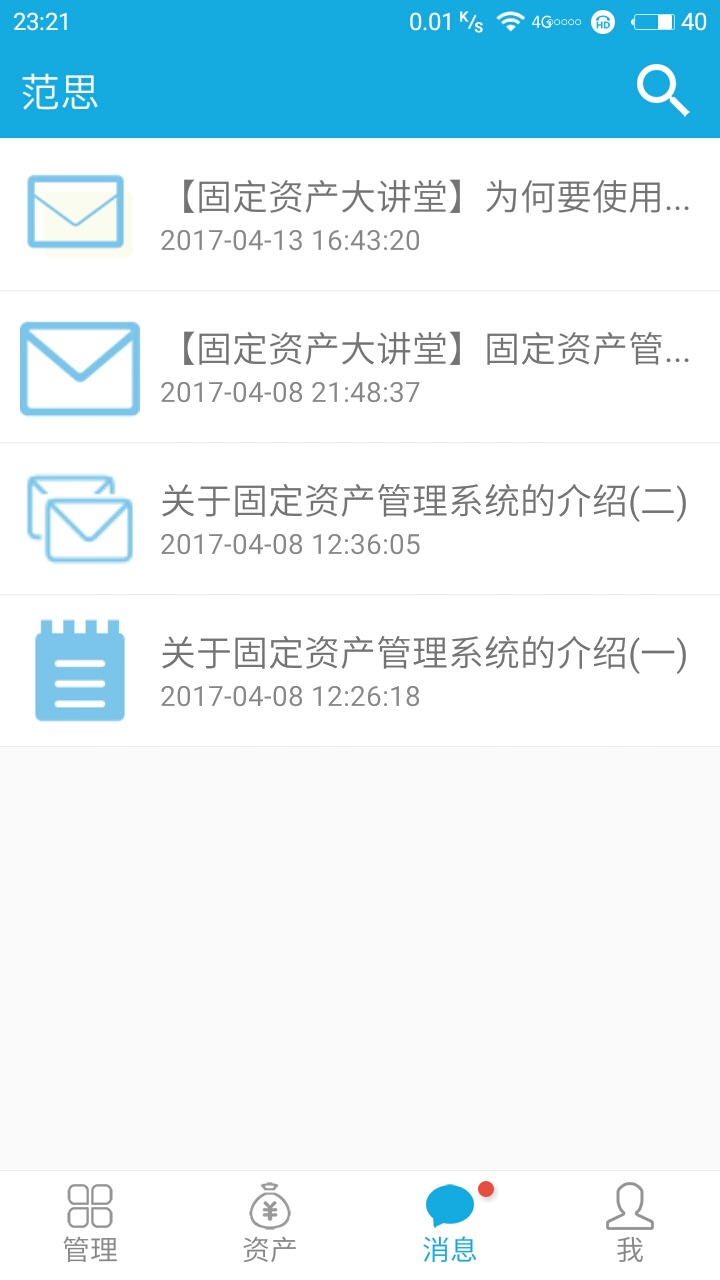 23:21 0.01 K/s 4G HD 40
范思
【固定资产大讲堂】为何要使用...
2017-04-13 16:43:20
【固定资产大讲堂】固定资产管...
2017-04-08 21:48:37
关于固定资产管理系统的介绍(二)
2017-04-08 12:36:05
关于固定资产管理系统的介绍(一)
2017-04-08 12:26:18
¥
管理 资产 消息 我